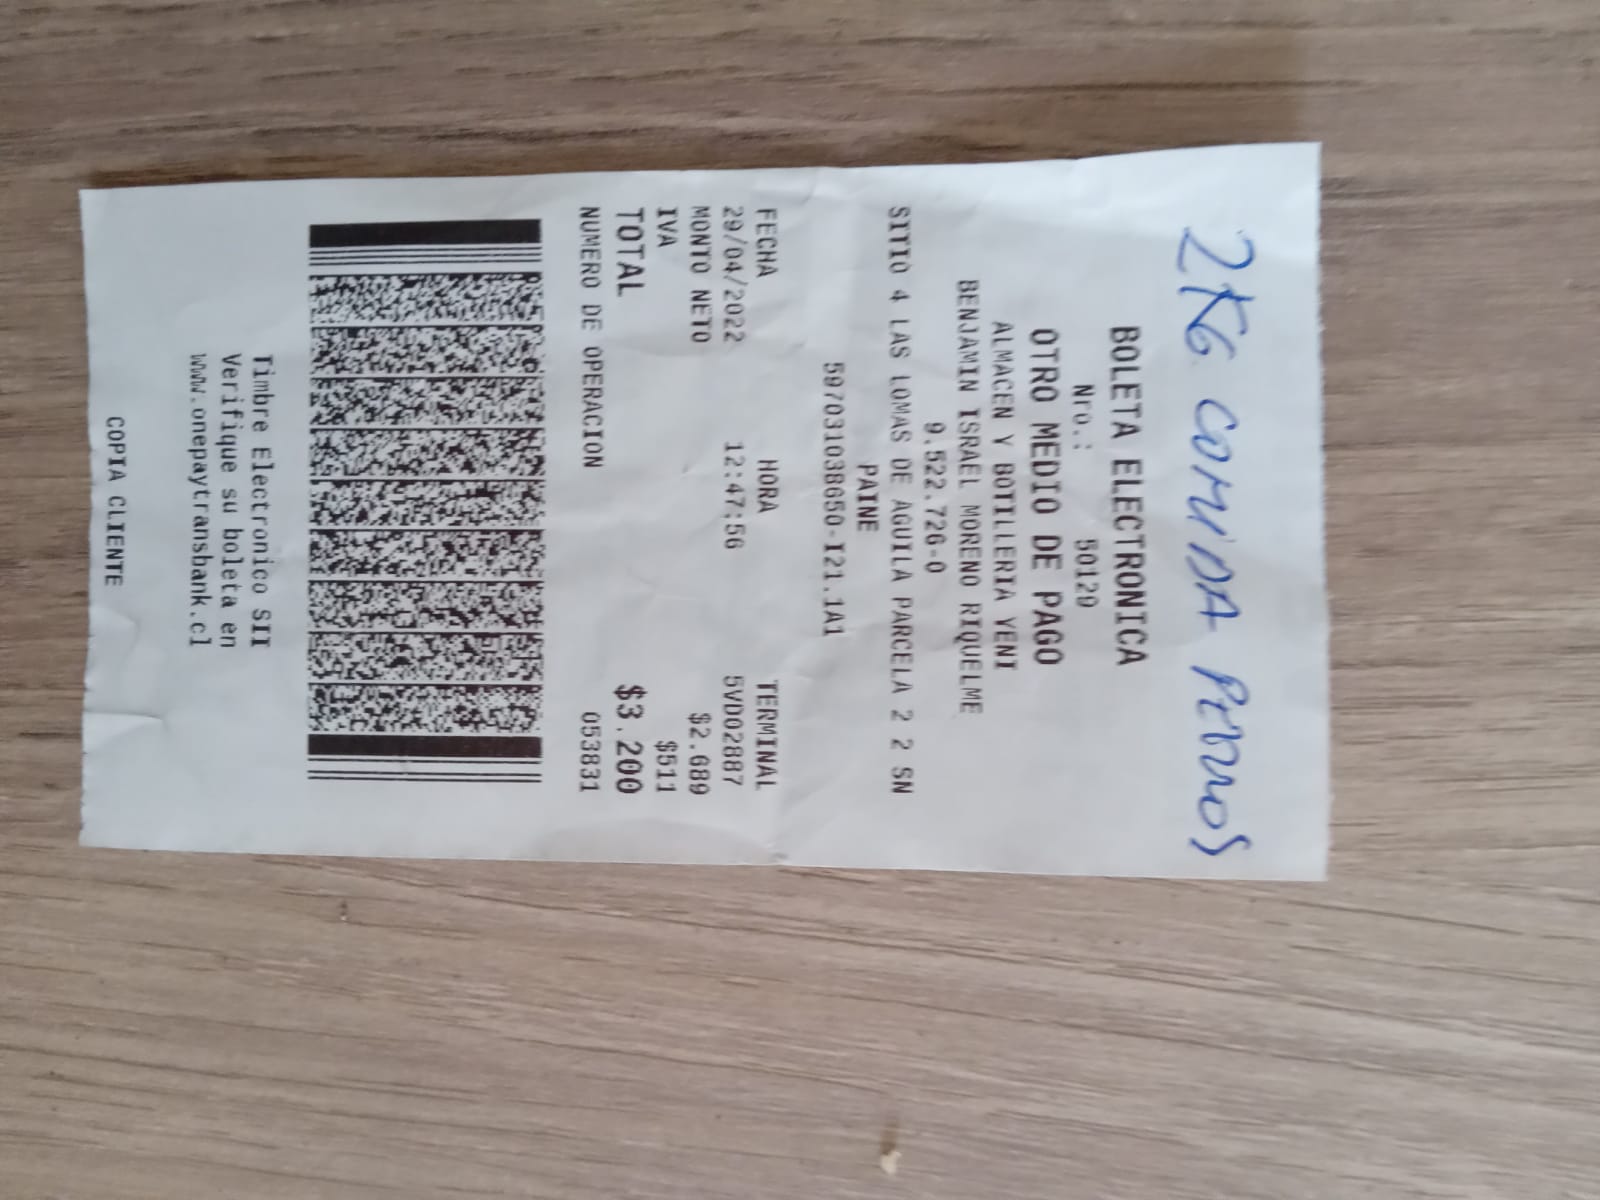 2KG COMIDA PERROS
BOLETA ELECTRONICA
Nro.: 50129
OTRO MEDIO DE PAGO
ALMACEN Y BOTILLERIA YENI
BENJAMIN ISRAEL MORENO RIQUELME
9.522.726-0
SITIO 4 LAS LOMAS DE AGUILA PARCELA 2 2 SN
PAINE
597031038650-I21.1A1
FECHA HORA TERMINAL
29/04/2022 12:47:56 5VD02887
MONTO NETO $2.689
IVA $511
TOTAL $3.200
NUMERO DE OPERACION 053831
Timbre Electronico SII
Verifique su boleta en
www.onepaytransbank.cl
COPIA CLIENTE